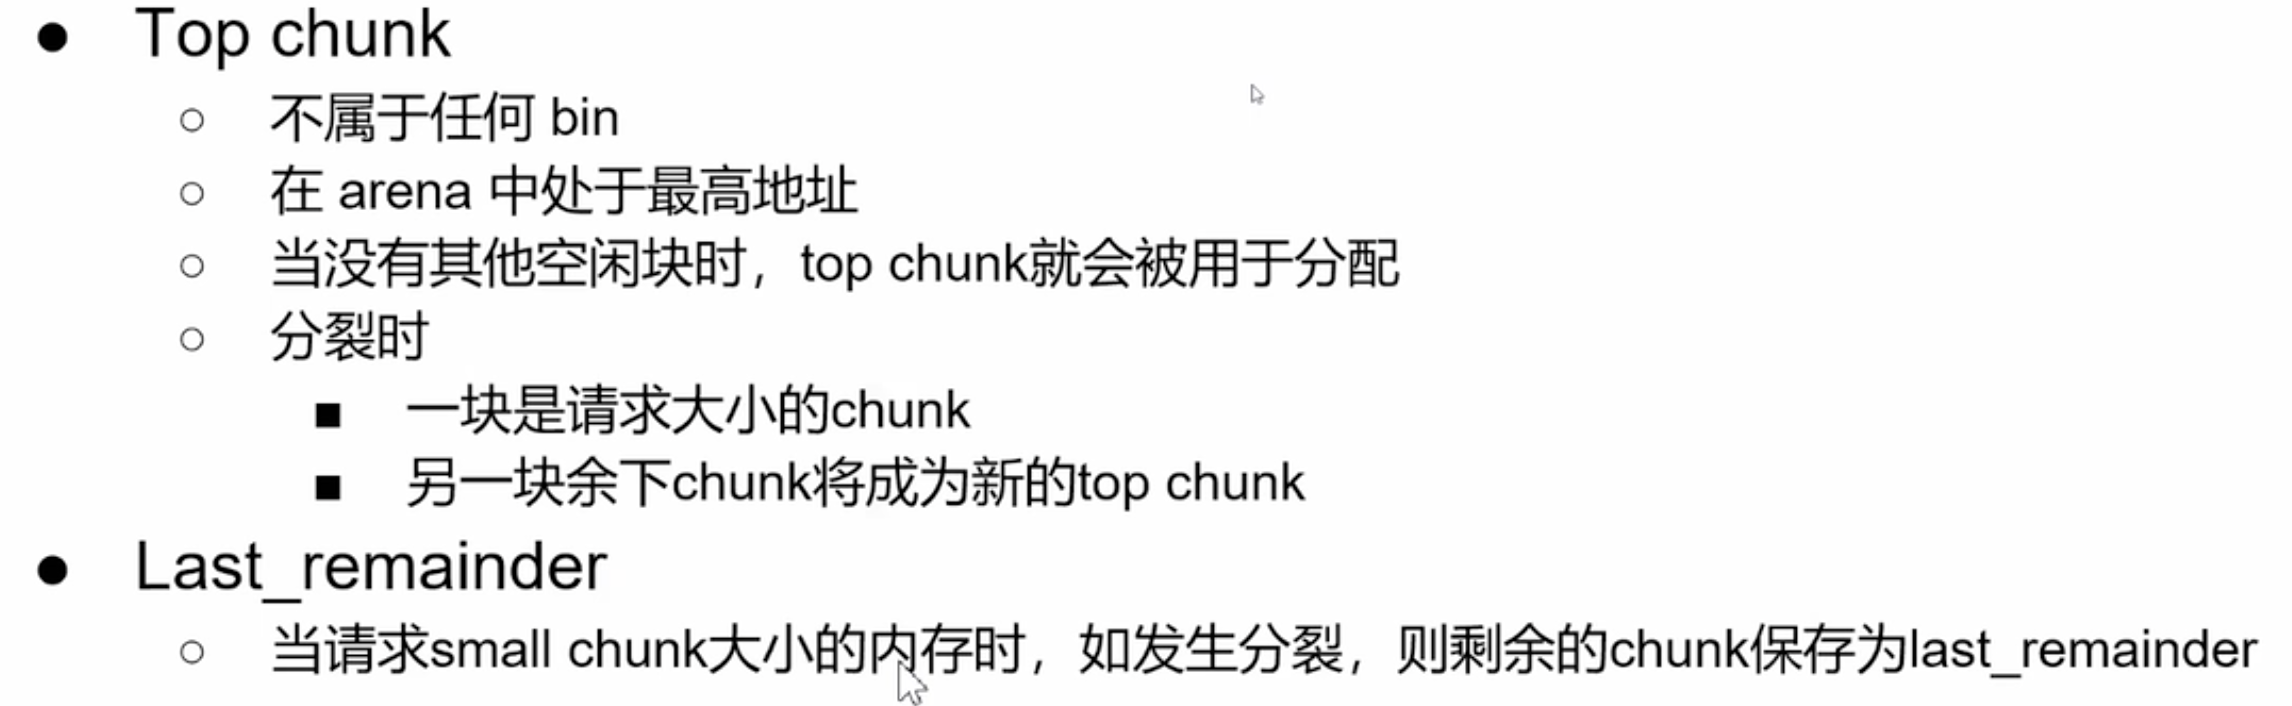 ● Top chunk
○ 不属于任何 bin
○ 在 arena 中处于最高地址
○ 当没有其他空闲块时，top chunk就会被用于分配
○ 分裂时
■ 一块是请求大小的chunk
■ 另一块余下chunk将成为新的top chunk
● Last_remainder
○ 当请求small chunk大小的内存时，如发生分裂，则剩余的chunk保存为last_remainder